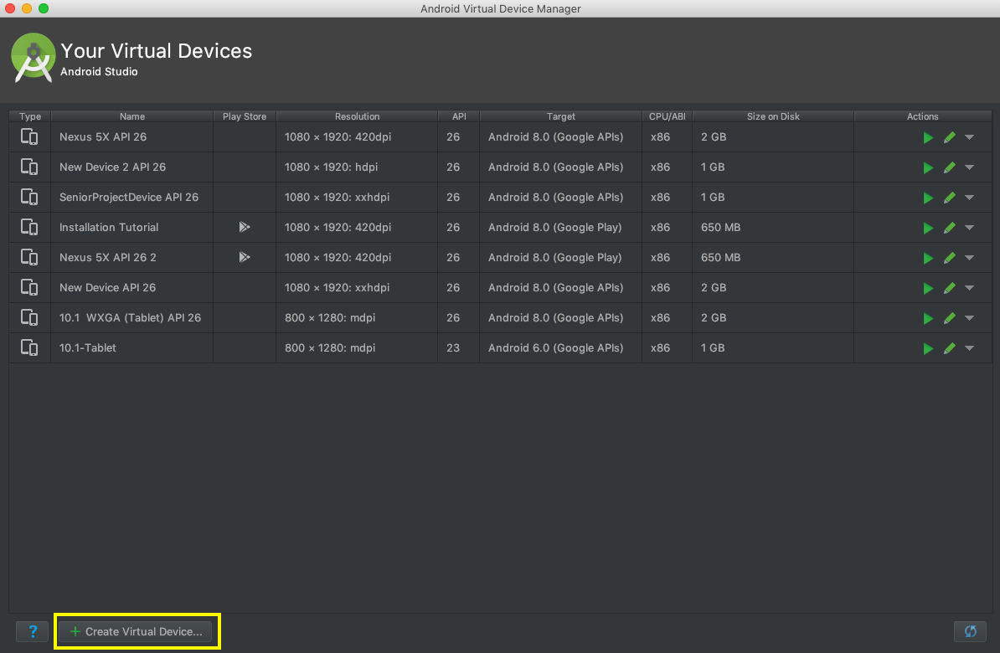 Android Virtual Device Manager
Your Virtual Devices
Android Studio
Type Name Play Store Resolution API Target CPU/ABI Size on Disk Actions
Nexus 5X API 26 1080 × 1920: 420dpi 26 Android 8.0 (Google APIs) x86 2 GB
New Device 2 API 26 1080 × 1920: hdpi 26 Android 8.0 (Google APIs) x86 1 GB
SeniorProjectDevice API 26 1080 × 1920: xxhdpi 26 Android 8.0 (Google APIs) x86 1 GB
Installation Tutorial 1080 × 1920: 420dpi 26 Android 8.0 (Google Play) x86 650 MB
Nexus 5X API 26 2 1080 × 1920: 420dpi 26 Android 8.0 (Google Play) x86 650 MB
New Device API 26 1080 × 1920: xxhdpi 26 Android 8.0 (Google APIs) x86 2 GB
10.1 WXGA (Tablet) API 26 800 × 1280: mdpi 26 Android 8.0 (Google APIs) x86 2 GB
10.1-Tablet 800 × 1280: mdpi 23 Android 6.0 (Google APIs) x86 1 GB
? + Create Virtual Device...